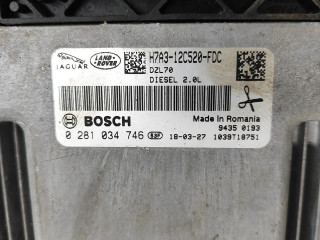 JAGUAR
LAND ROVER
H7A3-12C520-FDC
DZL70
DIESEL 2.0L
BOSCH
Made in Romania
9435 0193
0 281 034 746
18-03-27 1039T18751